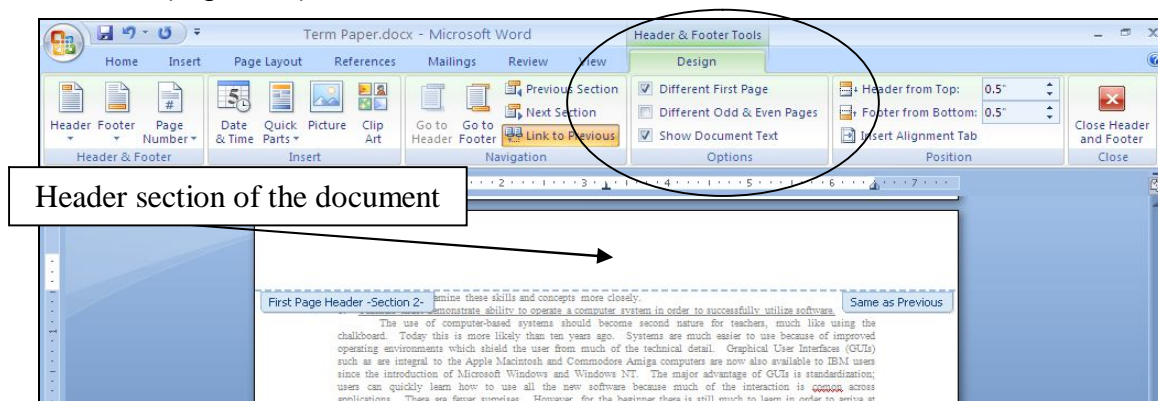 Term Paper.docx - Microsoft Word
Header & Footer Tools
Home Insert Page Layout References Mailings Review View Design
Previous Section Different First Page Header from Top: 0.5"
Next Section Different Odd & Even Pages Footer from Bottom: 0.5"
Link to Previous Show Document Text Insert Alignment Tab
Header Footer Page Number Date & Time Quick Parts Picture Clip Art Go to Header Go to Footer Close Header and Footer
Header & Footer Insert Navigation Options Position Close
Header section of the document
2 3 4 5 6 7
First Page Header -Section 2- amine these skills and concepts more closely. Same as Previous
demonstrate ability to operate a computer system in order to successfully utilize software.
The use of computer-based systems should become second nature for teachers, much like using the
chalkboard. Today this is more likely than ten years ago. Systems are much easier to use because of improved
operating environments which shield the user from much of the technical detail. Graphical User Interfaces (GUIs)
such as are integral to the Apple Macintosh and Commodore Amiga computers are now also available to IBM users
since the introduction of Microsoft Windows and Windows NT. The major advantage of GUIs is standardization;
users can quickly learn how to use all the new software because much of the interaction is comon across
applications. There are fewer surprises. However, for the beginner there is still much to learn in order to arrive at